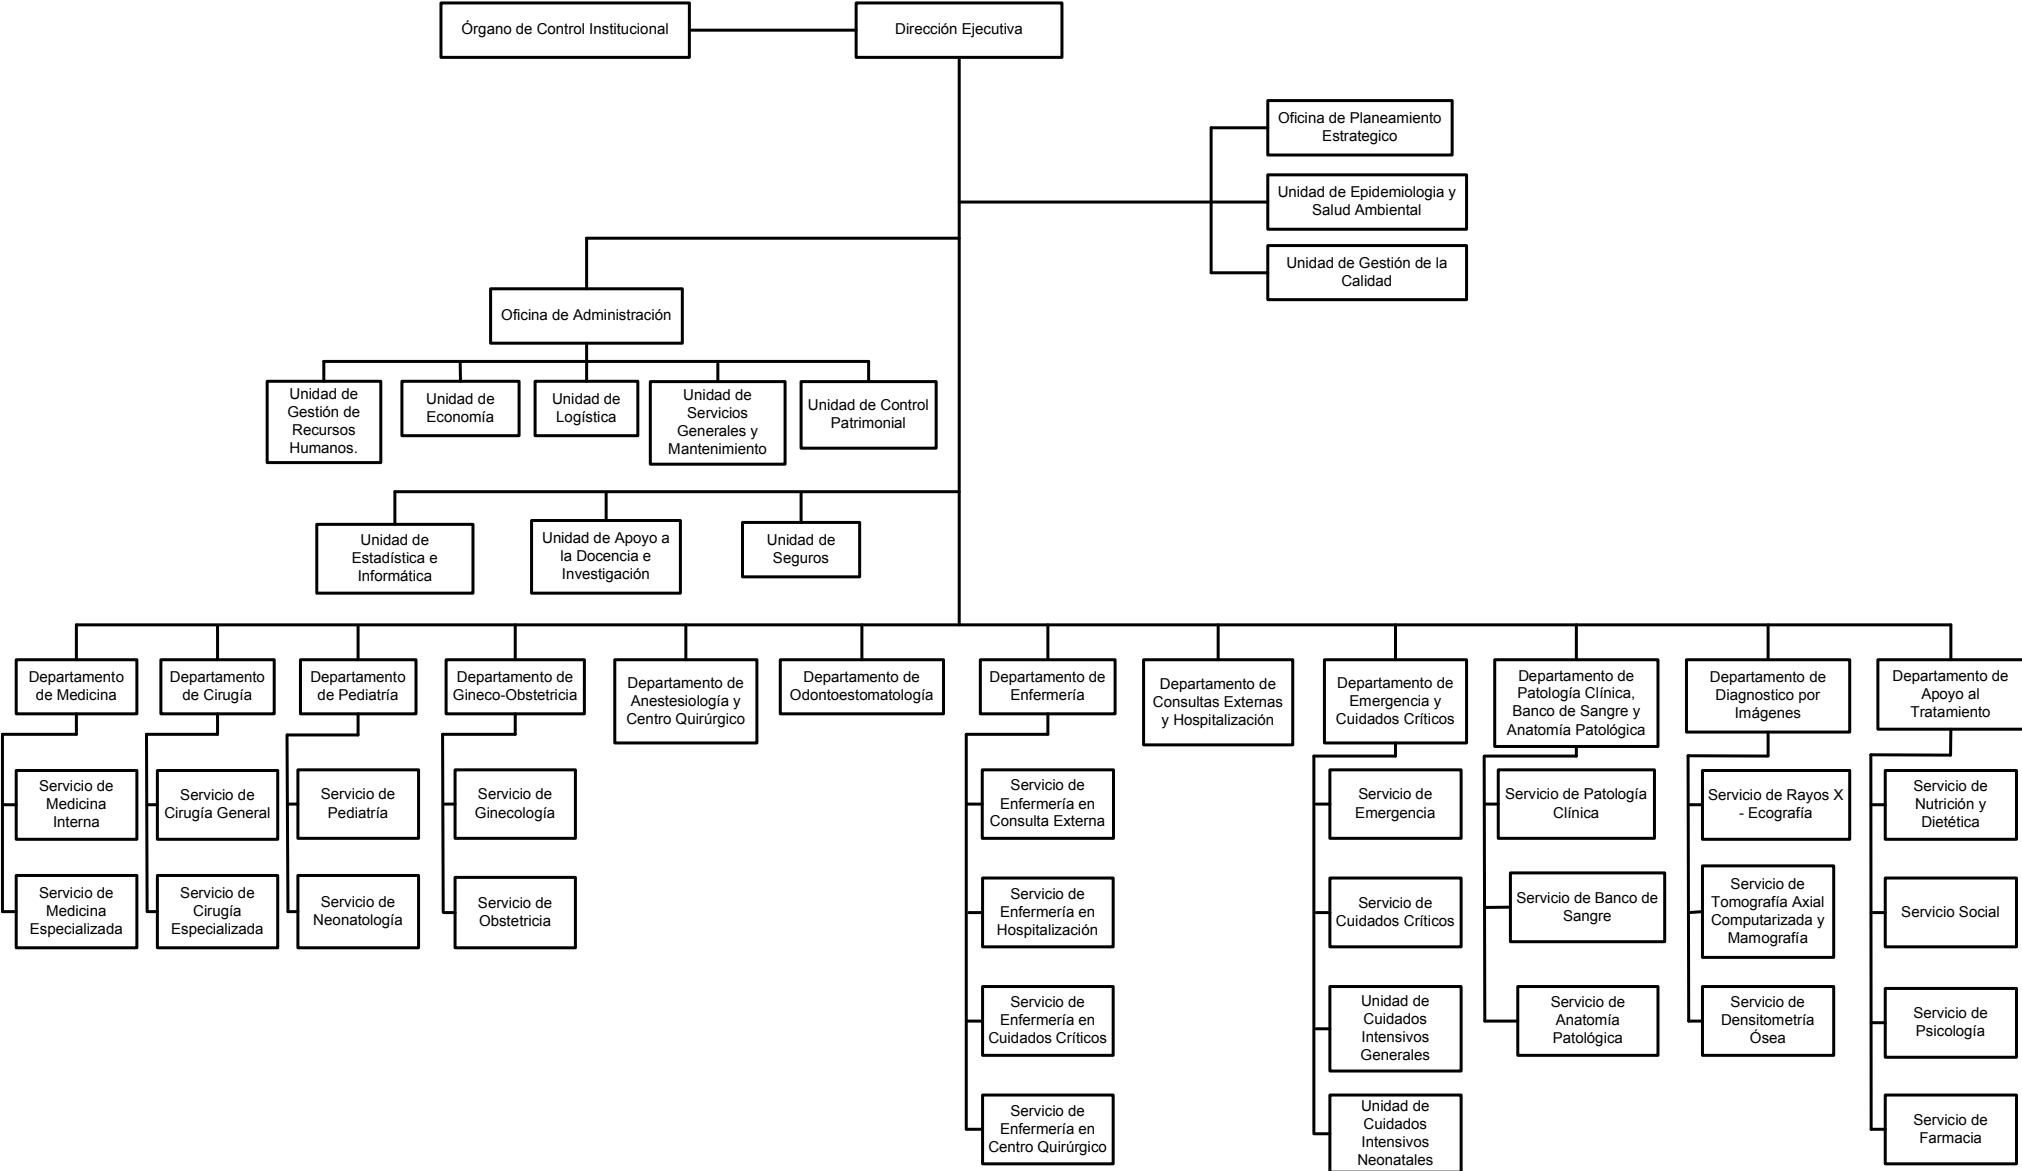 Órgano de Control Institucional
Dirección Ejecutiva
Oficina de Planeamiento
Estrategico
Unidad de Epidemiologia y
Salud Ambiental
Unidad de Gestión de la
Calidad
Oficina de Administración
Unidad de
Gestión de
Recursos
Humanos.
Unidad de
Economía
Unidad de
Logística
Unidad de
Servicios
Generales y
Mantenimiento
Unidad de Control
Patrimonial
Unidad de
Estadística e
Informática
Unidad de Apoyo a
la Docencia e
Investigación
Unidad de
Seguros
Departamento
de Medicina
Departamento
de Cirugía
Departamento
de Pediatría
Departamento de
Gineco-Obstetricia
Departamento de
Anestesiología y
Centro Quirúrgico
Departamento de
Odontoestomatología
Departamento de
Enfermería
Departamento de
Consultas Externas
y Hospitalización
Departamento de
Emergencia y
Cuidados Críticos
Departamento de
Patología Clínica,
Banco de Sangre y
Anatomía Patológica
Departamento de
Diagnostico por
Imágenes
Departamento de
Apoyo al
Tratamiento
Servicio de
Medicina
Interna
Servicio de
Medicina
Especializada
Servicio de
Cirugía General
Servicio de
Cirugía
Especializada
Servicio de
Pediatría
Servicio de
Neonatología
Servicio de
Ginecología
Servicio de
Obstetricia
Servicio de
Enfermería en
Consulta Externa
Servicio de
Enfermería en
Hospitalización
Servicio de
Enfermería en
Cuidados Críticos
Servicio de
Enfermería en
Centro Quirúrgico
Servicio de
Emergencia
Servicio de
Cuidados Críticos
Unidad de
Cuidados
Intensivos
Generales
Unidad de
Cuidados
Intensivos
Neonatales
Servicio de Patología
Clínica
Servicio de Banco de
Sangre
Servicio de
Anatomía
Patológica
Servicio de Rayos X
- Ecografía
Servicio de
Tomografía Axial
Computarizada y
Mamografía
Servicio de
Densitometría
Ósea
Servicio de
Nutrición y
Dietética
Servicio Social
Servicio de
Psicología
Servicio de
Farmacia